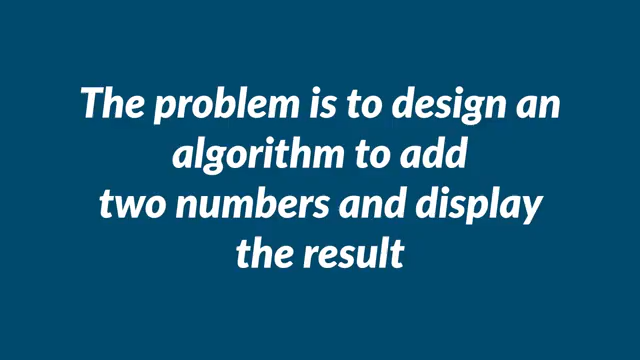 The problem is to design an
algorithm to add
two numbers and display
the result